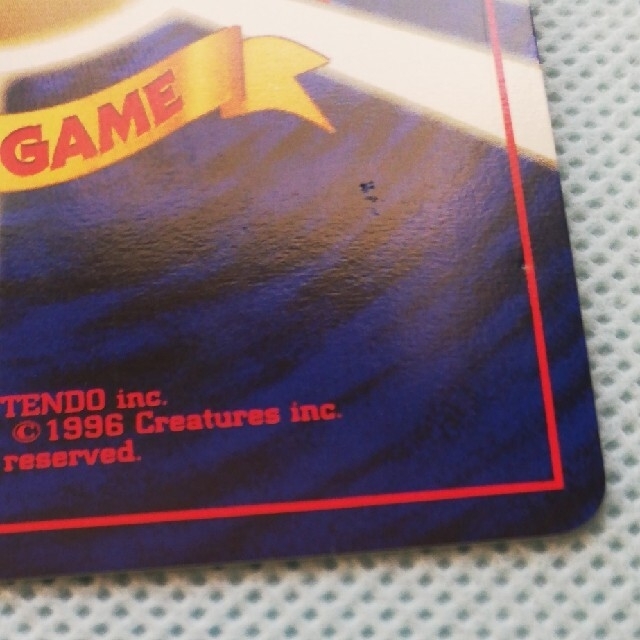 GAME
TENDO inc.
©1996 Creatures inc.
reserved.